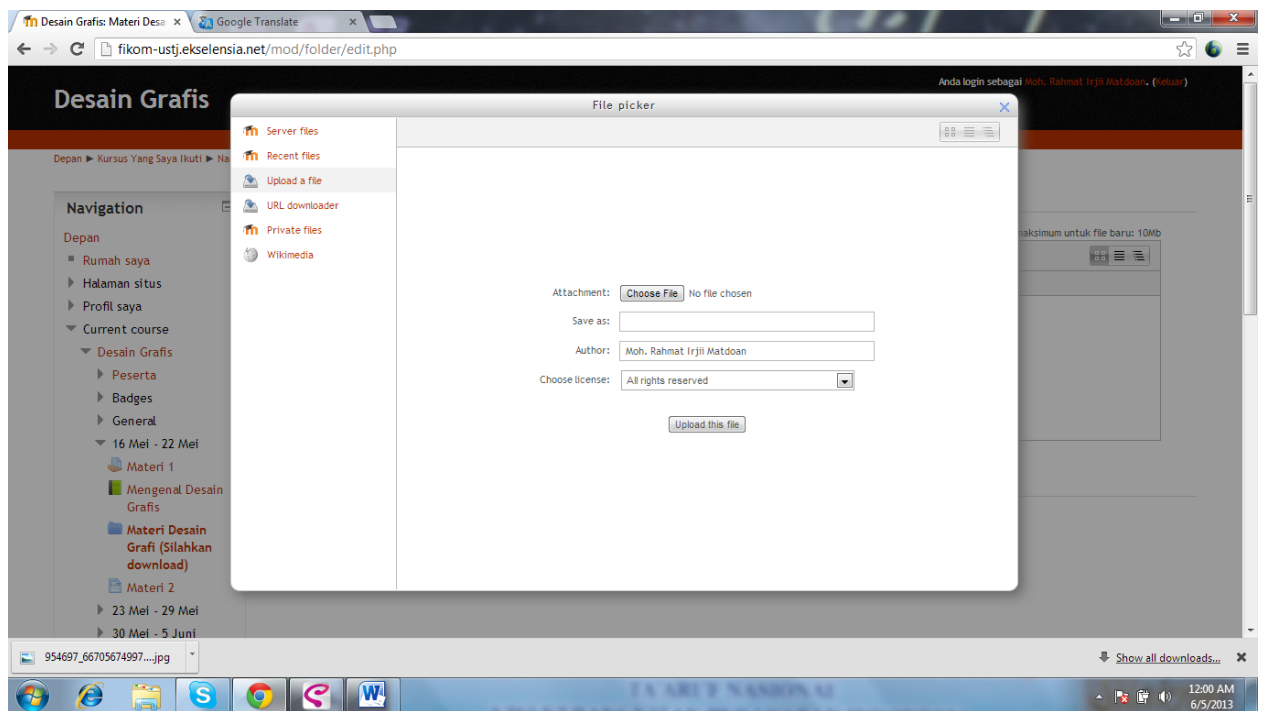 Desain Grafis: Materi Desa
Google Translate
fikom-ustj.ekselensia.net/mod/folder/edit.php
Anda login sebagai Moh. Rahmat Irjii Matdoan. (Keluar)
Desain Grafis
File picker
Depan ► Kursus Yang Saya Ikuti ► Na
Server files
Recent files
Upload a file
URL downloader
Private files
Wikimedia
Navigation
Depan
Rumah saya
Halaman situs
Profil saya
Current course
Desain Grafis
Peserta
Badges
General
16 Mei - 22 Mei
Materi 1
Mengenal Desain
Grafis
Materi Desain
Grafi (Silahkan
download)
Materi 2
23 Mei - 29 Mei
30 Mei - 5 Juni
Attachment: Choose File No file chosen
Save as:
Author: Moh. Rahmat Irjii Matdoan
Choose license: All rights reserved
Upload this file
maksimum untuk file baru: 10Mb
954697_66705674997....jpg
Show all downloads...
12:00 AM
6/5/2013